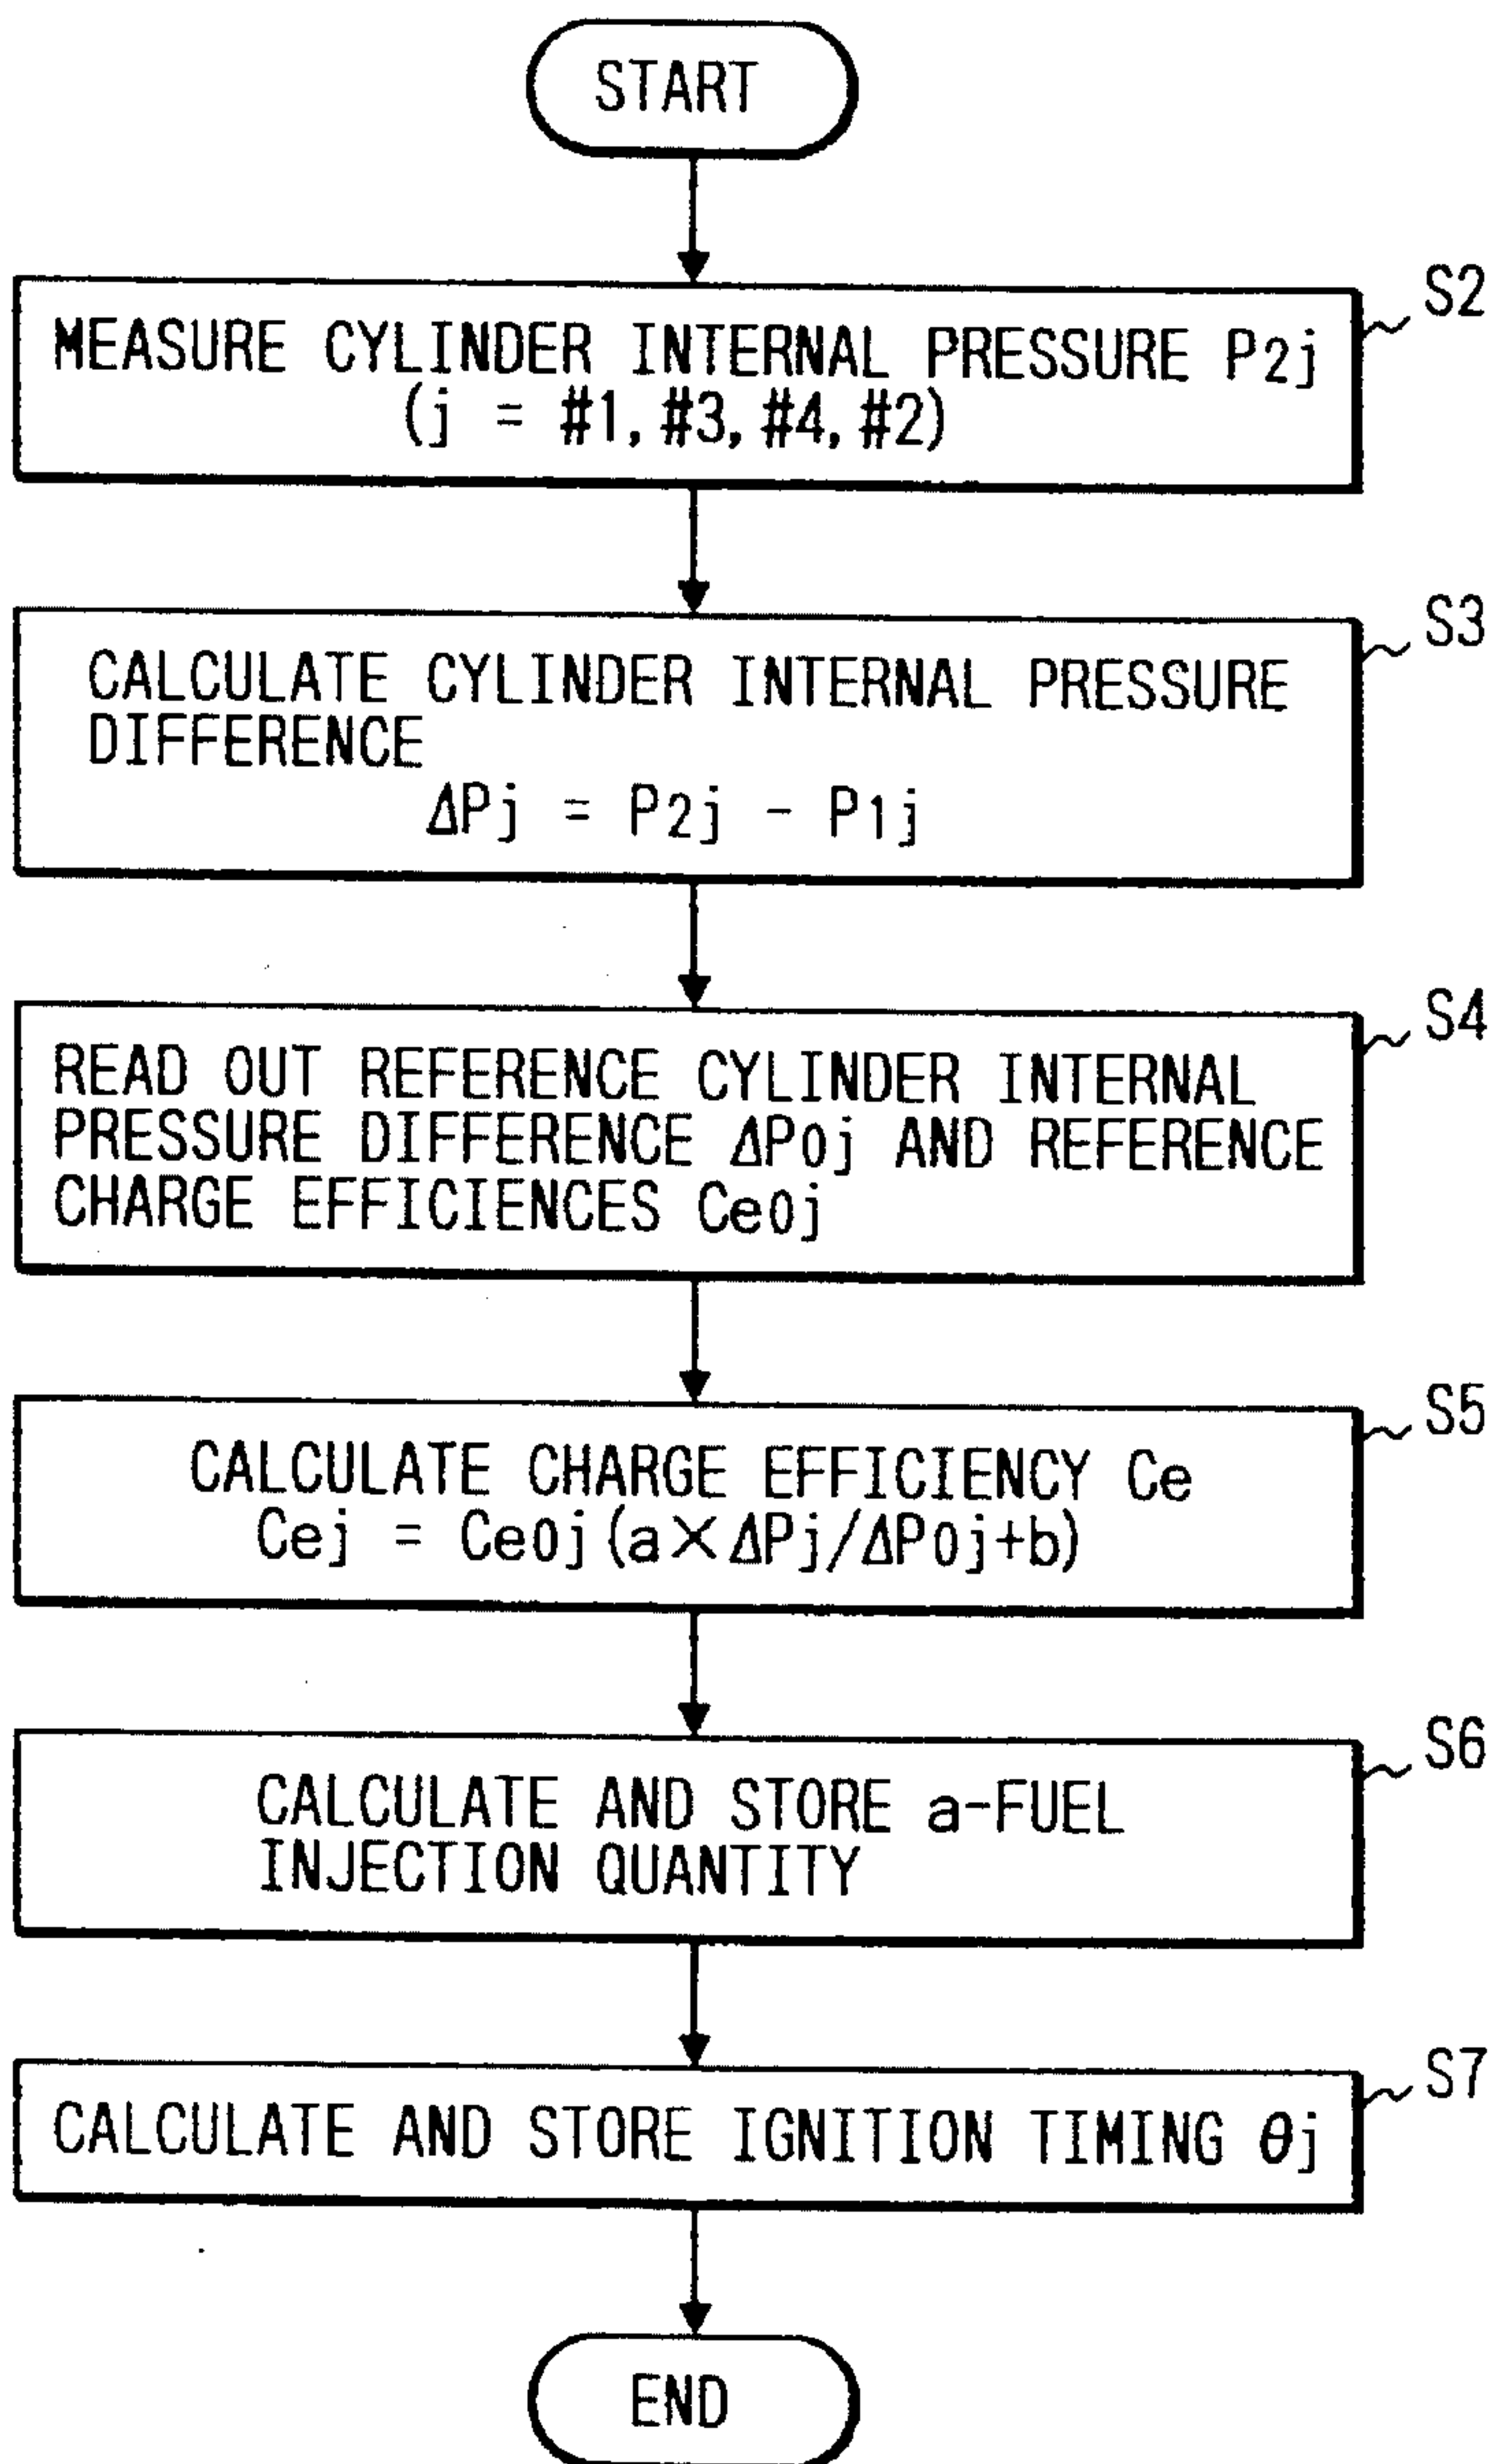 START
S2
MEASURE CYLINDER INTERNAL PRESSURE P2j
(j = #1, #3, #4, #2)
S3
CALCULATE CYLINDER INTERNAL PRESSURE
DIFFERENCE
ΔPj = P2j - P1j
S4
READ OUT REFERENCE CYLINDER INTERNAL
PRESSURE DIFFERENCE ΔP0j AND REFERENCE
CHARGE EFFICIENCES Ce0j
S5
CALCULATE CHARGE EFFICIENCY Ce
Cej = Ce0j(a×ΔPj/ΔP0j+b)
S6
CALCULATE AND STORE a-FUEL
INJECTION QUANTITY
S7
CALCULATE AND STORE IGNITION TIMING θj
END